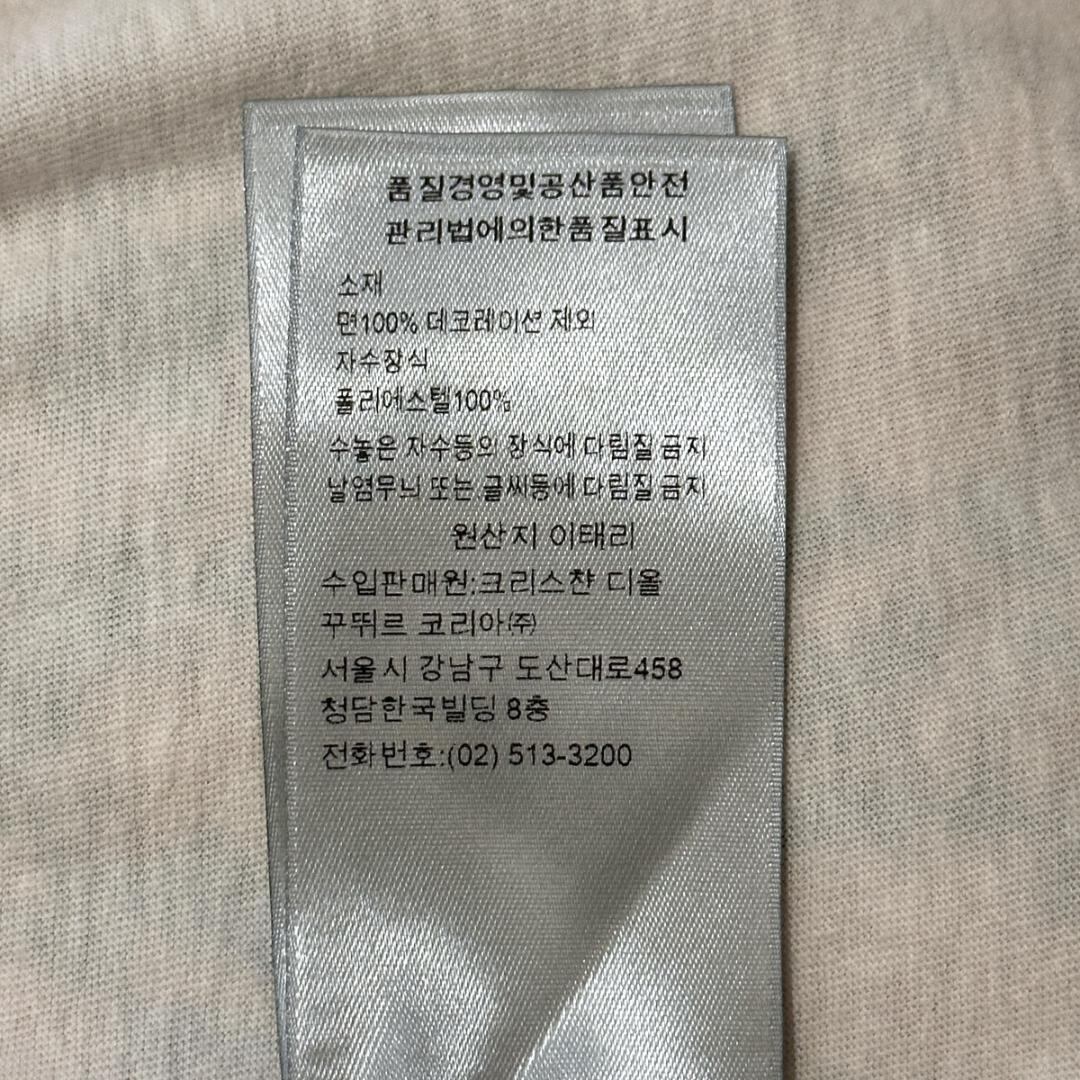 품질경영및공산품안전
관리법에의한품질표시
소재
면100% 데코레이션 제외
자수장식
폴리에스텔100%
수놓은 자수등의 장식에 다림질 금지
날염무늬 또는 글씨등에 다림질 금지
원산지 이태리
수입판매원:크리스챤 디올
꾸뛰르 코리아㈜
서울시 강남구 도산대로458
청담한국빌딩 8층
전화번호:(02) 513-3200